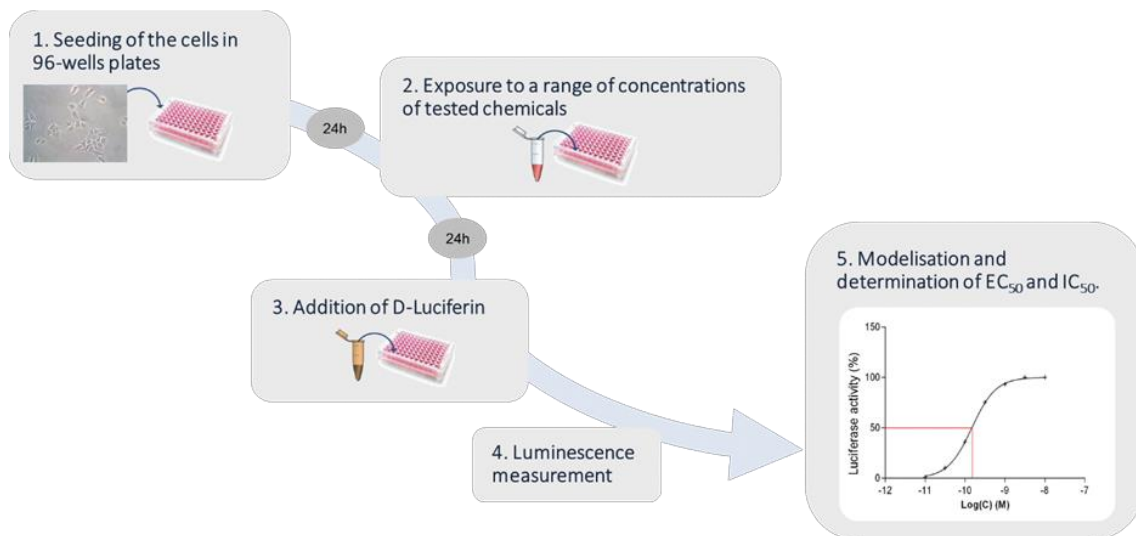 1. Seeding of the cells in
96-wells plates
24h
2. Exposure to a range of concentrations
of tested chemicals
24h
3. Addition of D-Luciferin
4. Luminescence
measurement
5. Modelisation and
determination of EC50 and IC50.
150
100
50
0
Luciferase activity (%)
-12 -11 -10 -9 -8 -7
Log(C) (M)